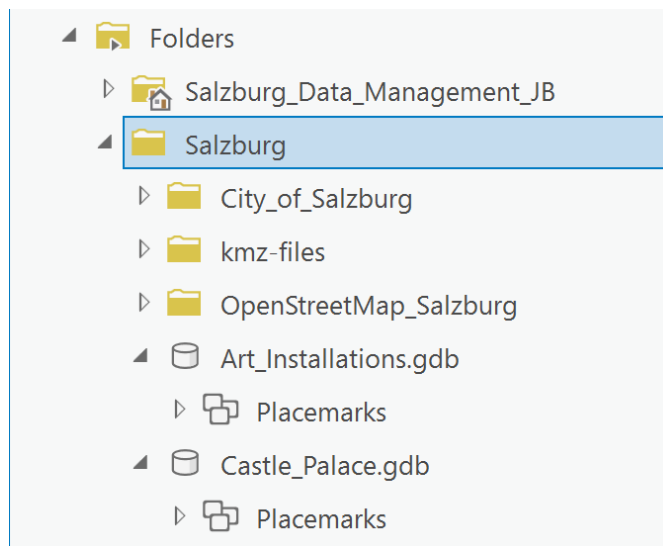 Folders
Salzburg_Data_Management_JB
Salzburg
City_of_Salzburg
kmz-files
OpenStreetMap_Salzburg
Art_Installations.gdb
Placemarks
Castle_Palace.gdb
Placemarks